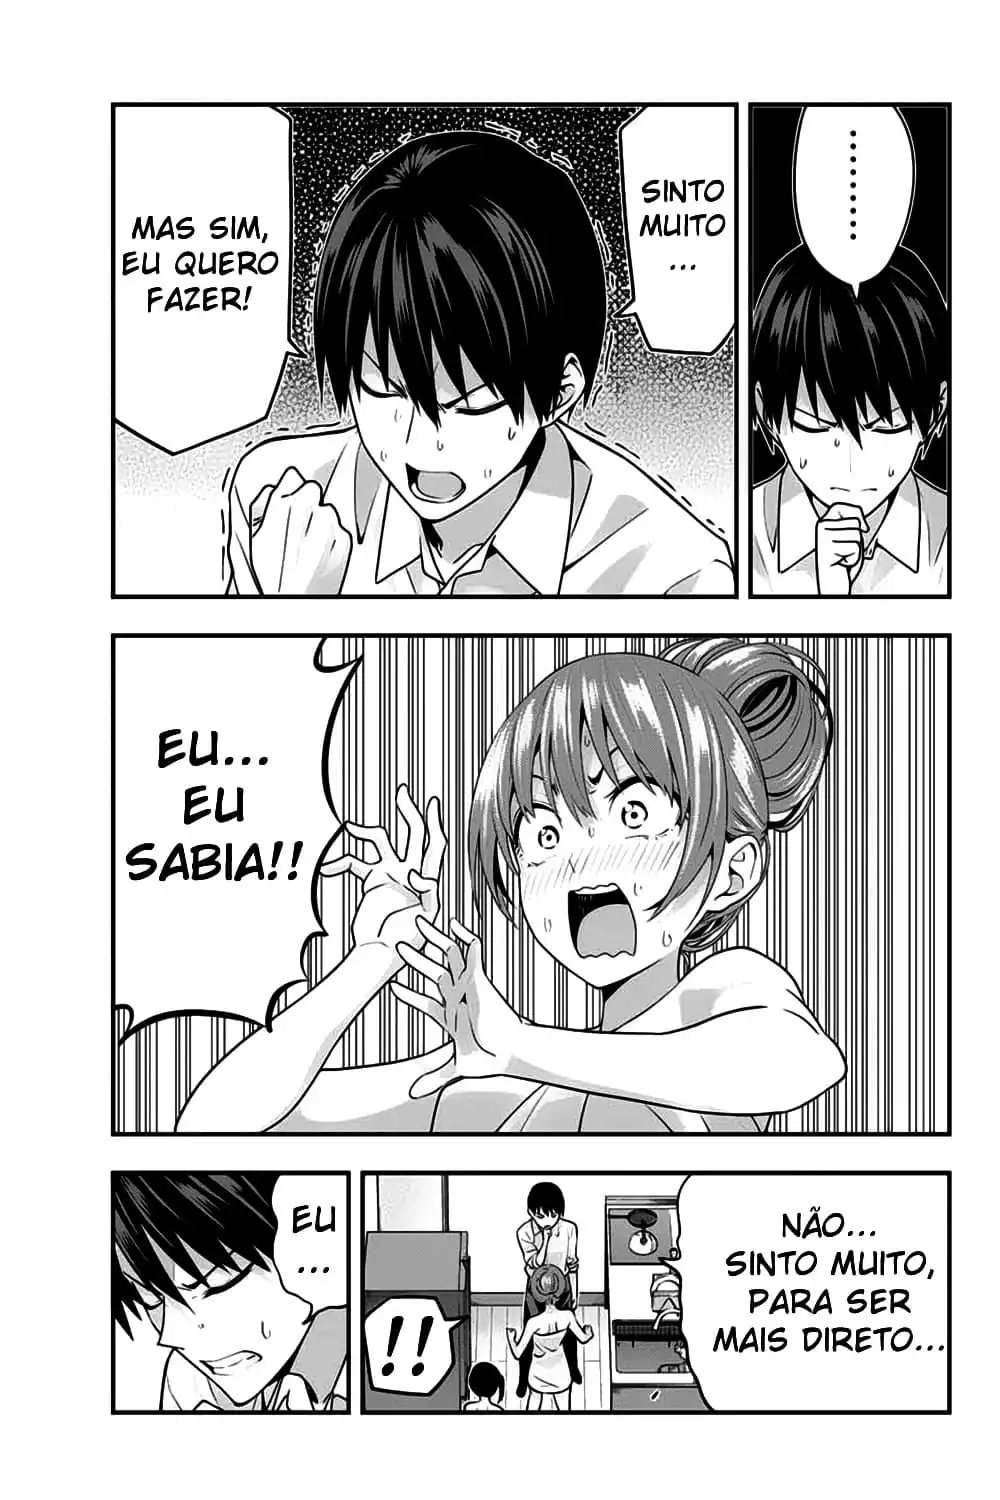 .........
SINTO
MUITO
...
MAS SIM,
EU QUERO
FAZER!
EU...
EU
SABIA!!
NÃO...
SINTO MUITO,
PARA SER
MAIS DIRETO...
!!
EU
...